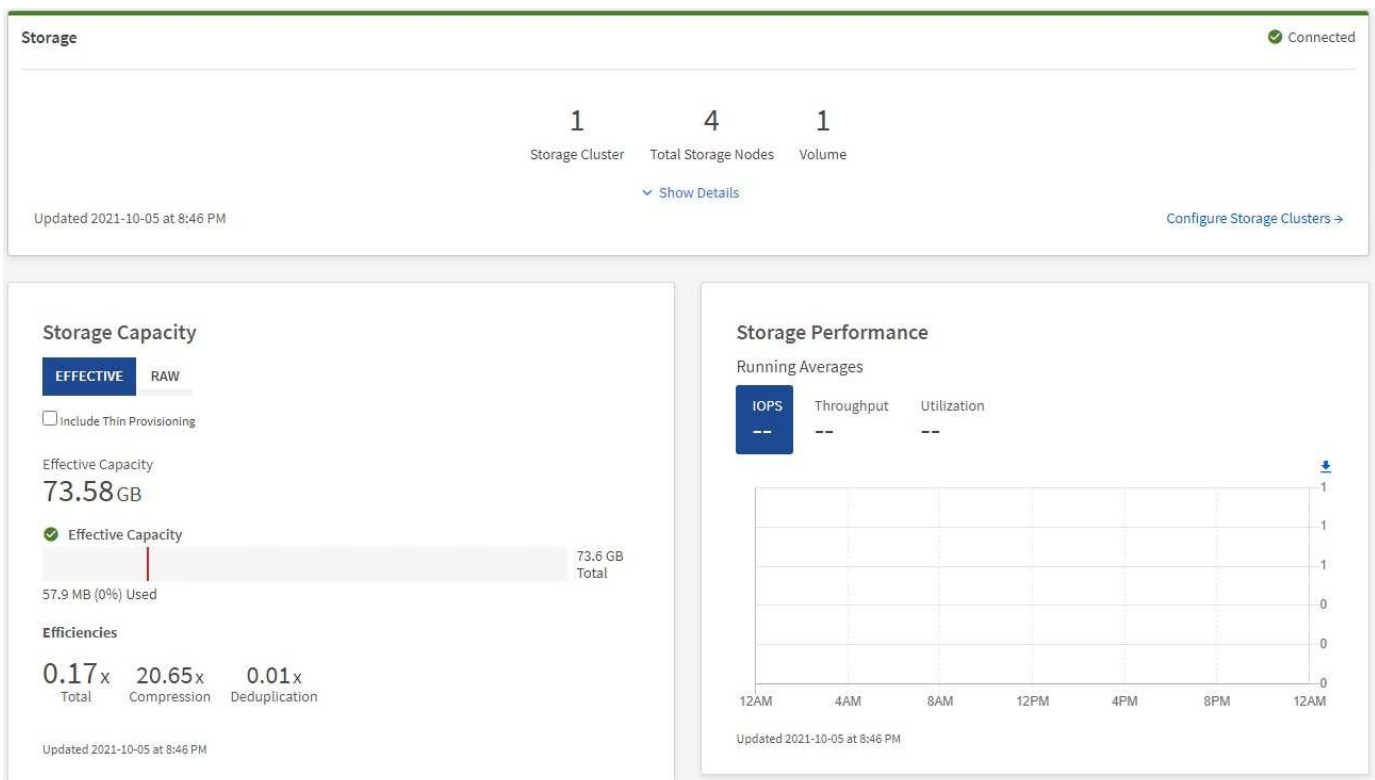 Storage
Connected
1 4 1
Storage Cluster Total Storage Nodes Volume
Show Details
Updated 2021-10-05 at 8:46 PM
Configure Storage Clusters →
Storage Capacity
EFFECTIVE RAW
Include Thin Provisioning
Effective Capacity
73.58 GB
Effective Capacity
73.6 GB
Total
57.9 MB (0%) Used
Efficiencies
0.17x 20.65x 0.01x
Total Compression Deduplication
Updated 2021-10-05 at 8:46 PM
Storage Performance
Running Averages
IOPS Throughput Utilization
-- -- --
1
1
1
0
0
0
12AM 4AM 8AM 12PM 4PM 8PM 12AM
Updated 2021-10-05 at 8:46 PM